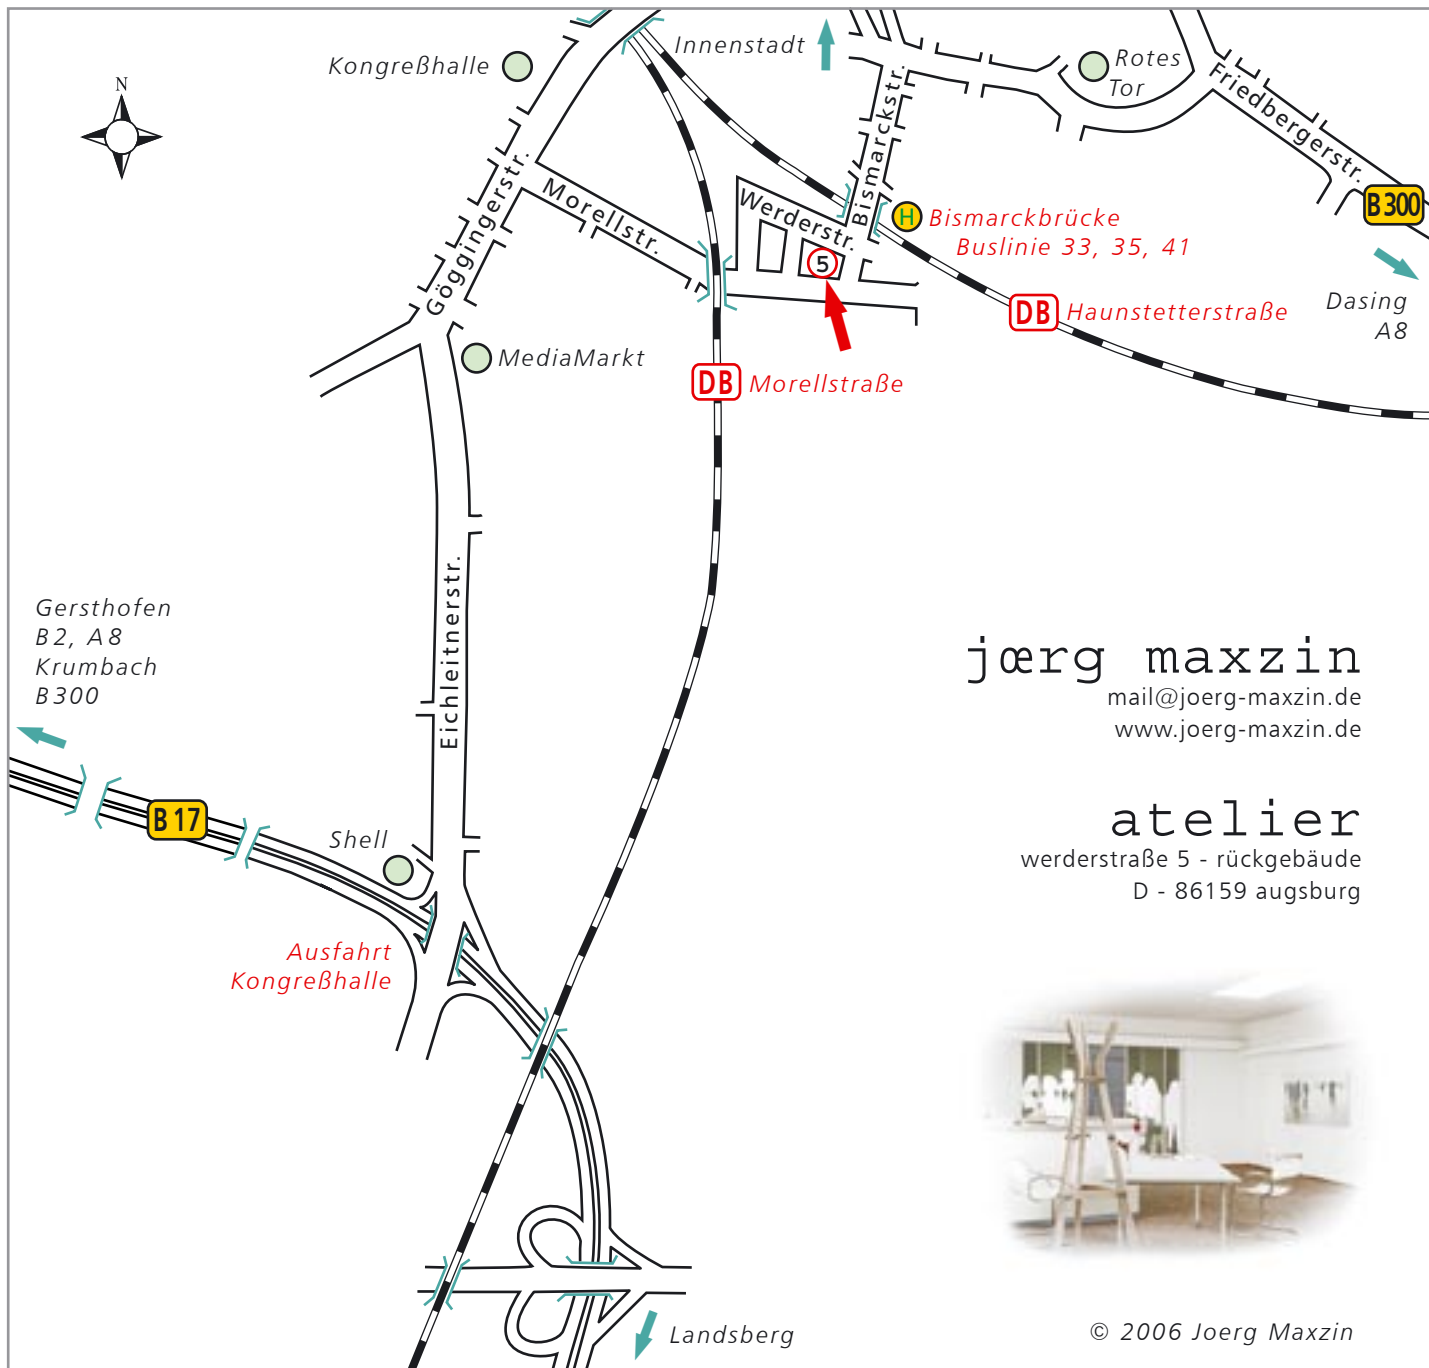 N
Kongreßhalle
Innenstadt
Rotes
Tor
Friedbergerstr.
B 300
Bismarckstr.
Göggingerstr.
Morellstr.
Werderstr.
5
H
Bismarckbrücke
Buslinie 33, 35, 41
Dasing
A8
DB Haunstetterstraße
MediaMarkt
DB Morellstraße
Eichleitnerstr.
Gersthofen
B2, A8
Krumbach
B300
B 17
Shell
Ausfahrt
Kongreßhalle
jœrg maxzin
mail@joerg-maxzin.de
www.joerg-maxzin.de
atelier
werderstraße 5 - rückgebäude
D - 86159 augsburg
Landsberg
© 2006 Joerg Maxzin